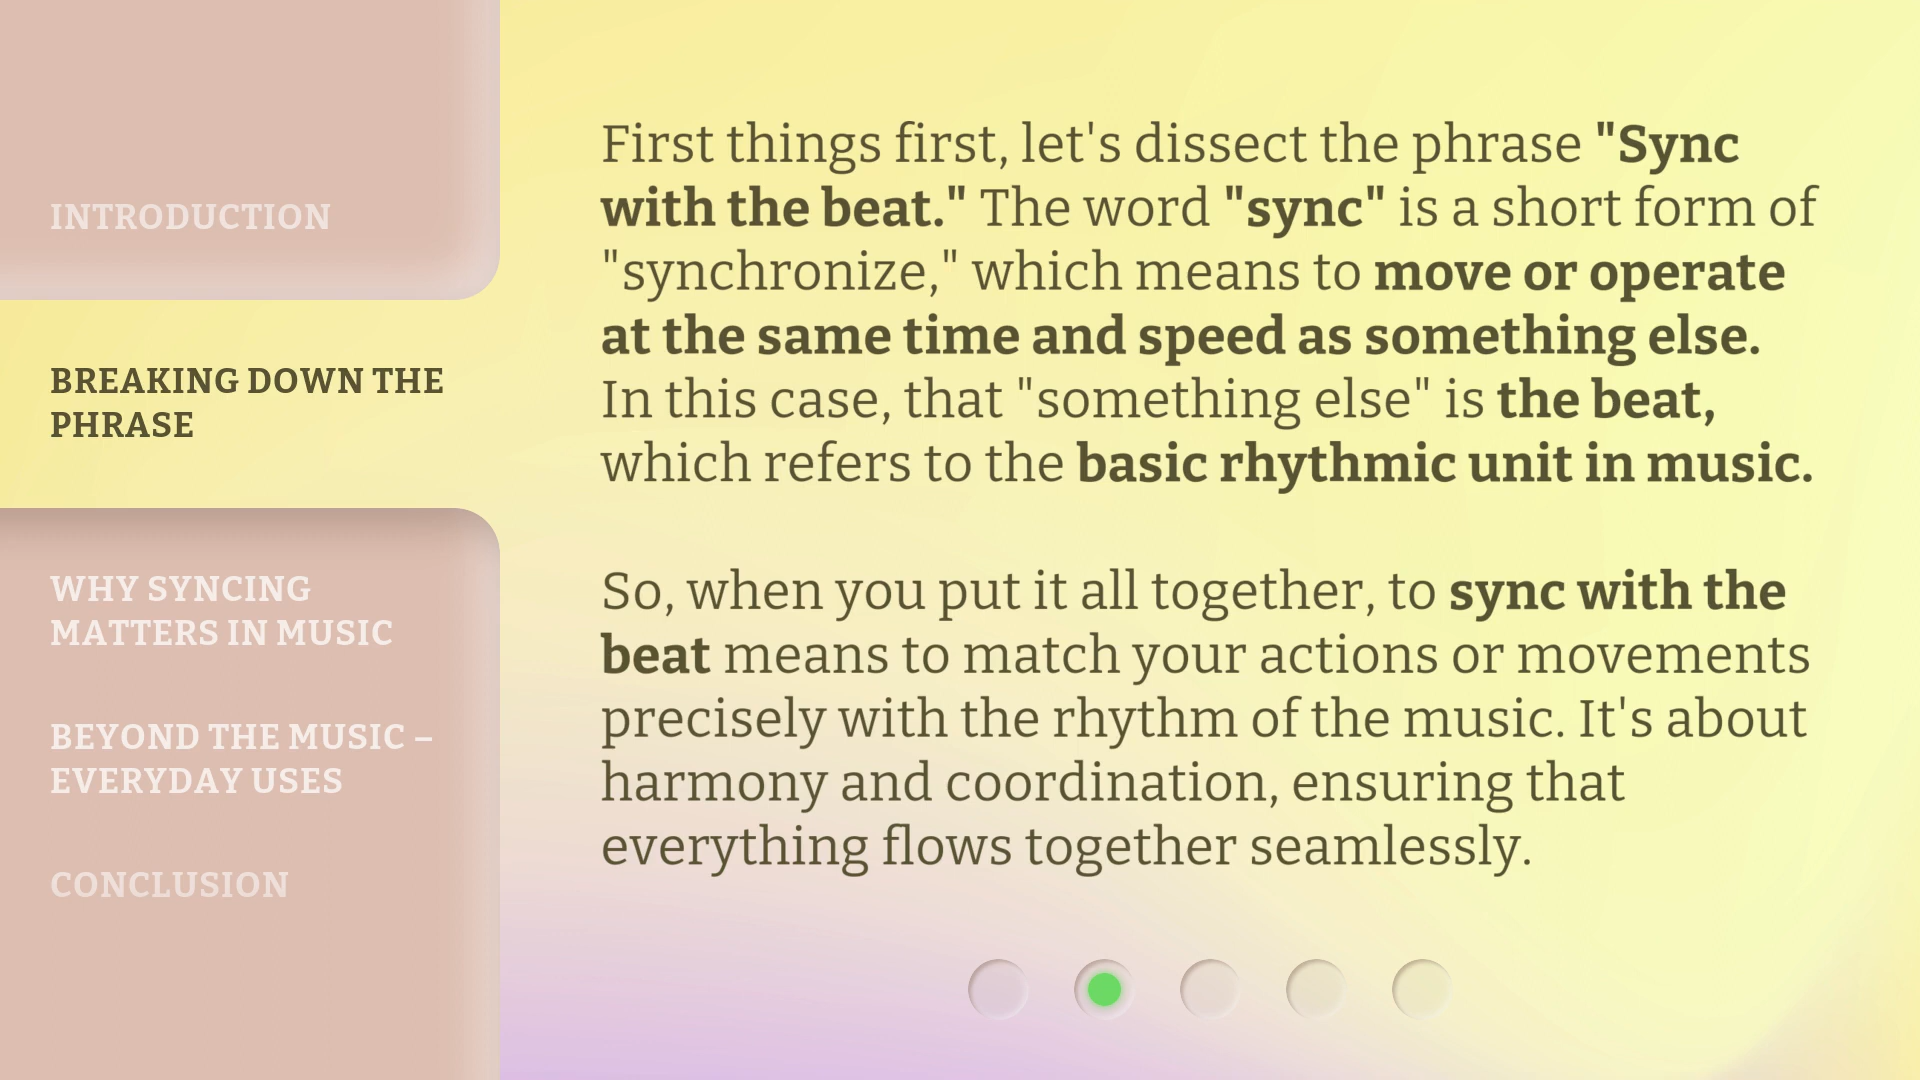 INTRODUCTION
BREAKING DOWN THE
PHRASE
WHY SYNCING
MATTERS IN MUSIC
BEYOND THE MUSIC –
EVERYDAY USES
CONCLUSION
First things first, let's dissect the phrase "Sync
with the beat." The word "sync" is a short form of
"synchronize," which means to move or operate
at the same time and speed as something else.
In this case, that "something else" is the beat,
which refers to the basic rhythmic unit in music.
So, when you put it all together, to sync with the
beat means to match your actions or movements
precisely with the rhythm of the music. It's about
harmony and coordination, ensuring that
everything flows together seamlessly.